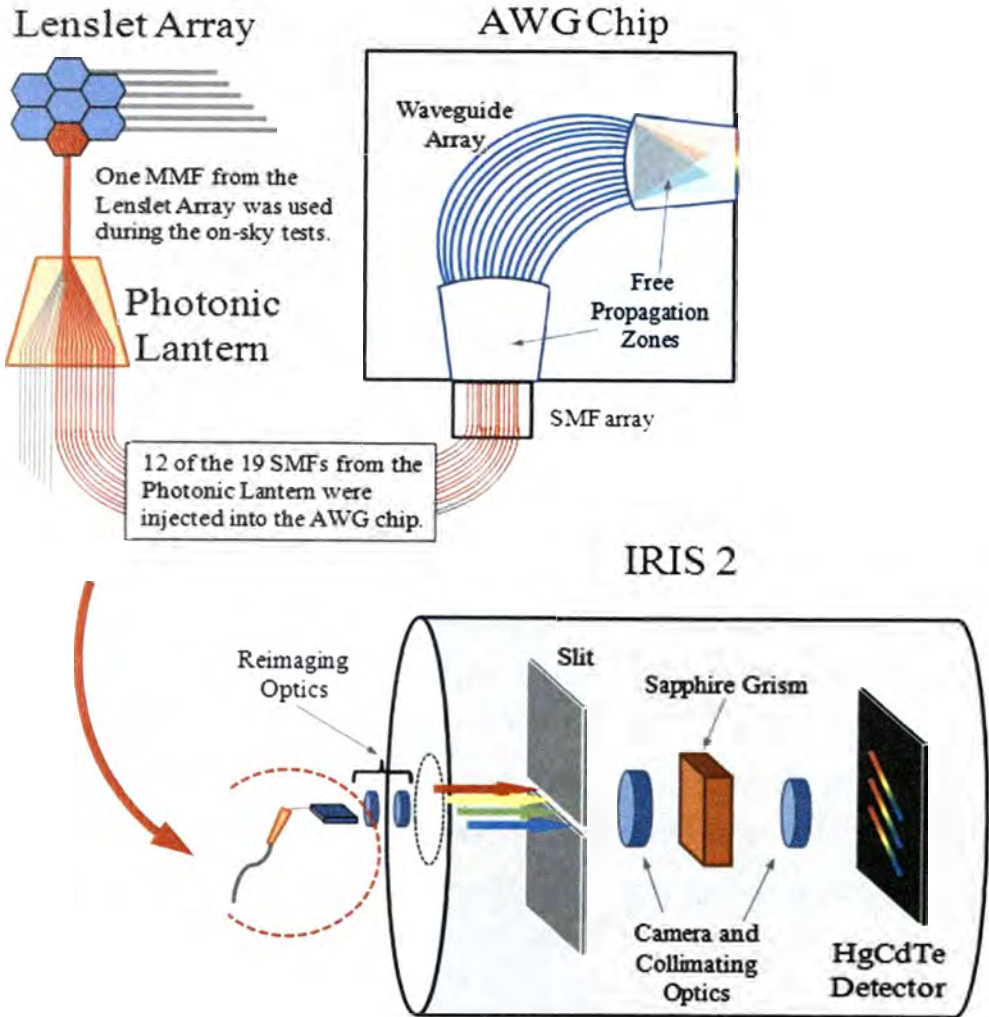 Lenslet Array
AWG Chip
Waveguide
Array
One MMF from the
Lenslet Array was used
during the on-sky tests.
Photonic
Lantern
Free
Propagation
Zones
SMF array
12 of the 19 SMFs from the
Photonic Lantern were
injected into the AWG chip.
IRIS 2
Reimaging
Optics
Slit
Sapphire Grism
Camera and
Collimating
Optics
HgCdTe
Detector